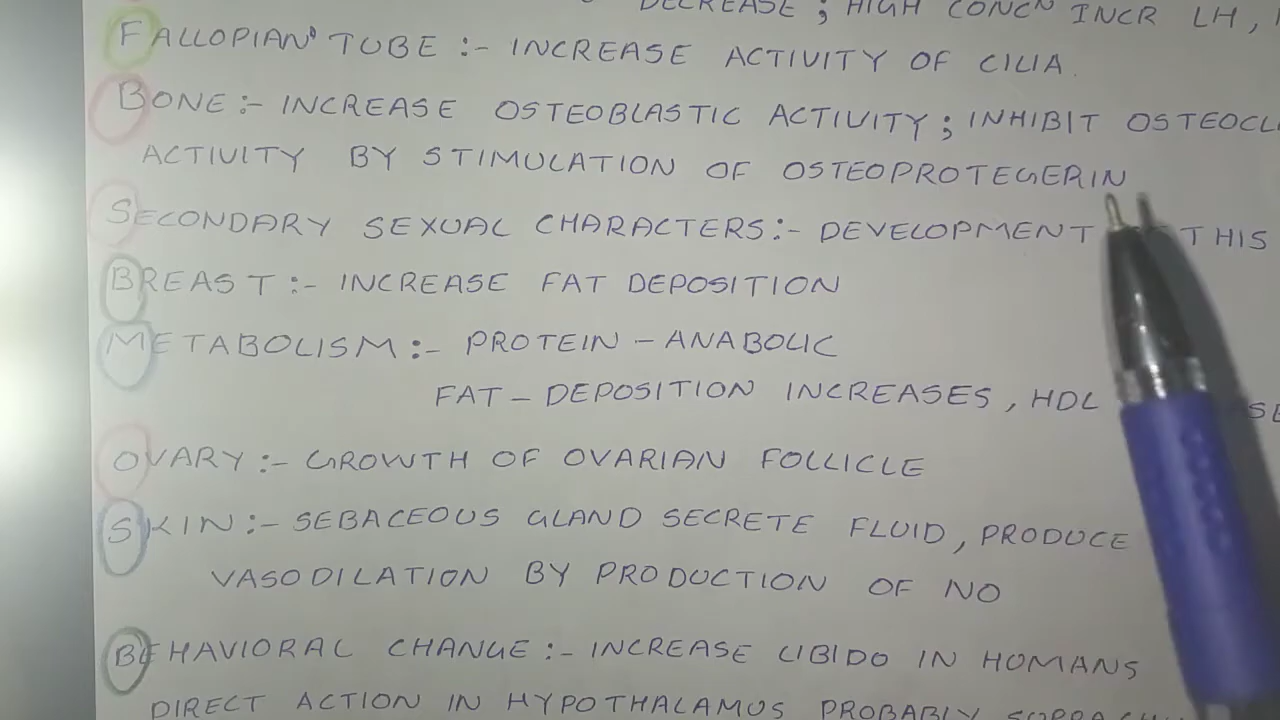 DECREASE ; HIGH CONCN INCR LH,
FALLOPIAN TUBE :- INCREASE ACTIVITY OF CILIA.
BONE :- INCREASE OSTEOBLASTIC ACTIVITY ; INHIBIT OSTEOCL
ACTIVITY BY STIMULATION OF OSTEOPROTEGERIN
SECONDARY SEXUAL CHARACTERS :- DEVELOPMENT THIS
BREAST :- INCREASE FAT DEPOSITION
METABOLISM :- PROTEIN - ANABOLIC
FAT - DEPOSITION INCREASES, HDL
OVARY :- GROWTH OF OVARIAN FOLLICLE
SKIN :- SEBACEOUS GLAND SECRETE FLUID, PRODUCE
VASODILATION BY PRODUCTION OF NO
BEHAVIORAL CHANGE :- INCREASE LIBIDO IN HOMANS
DIRECT ACTION IN HYPOTHALAMUS PROBABLY